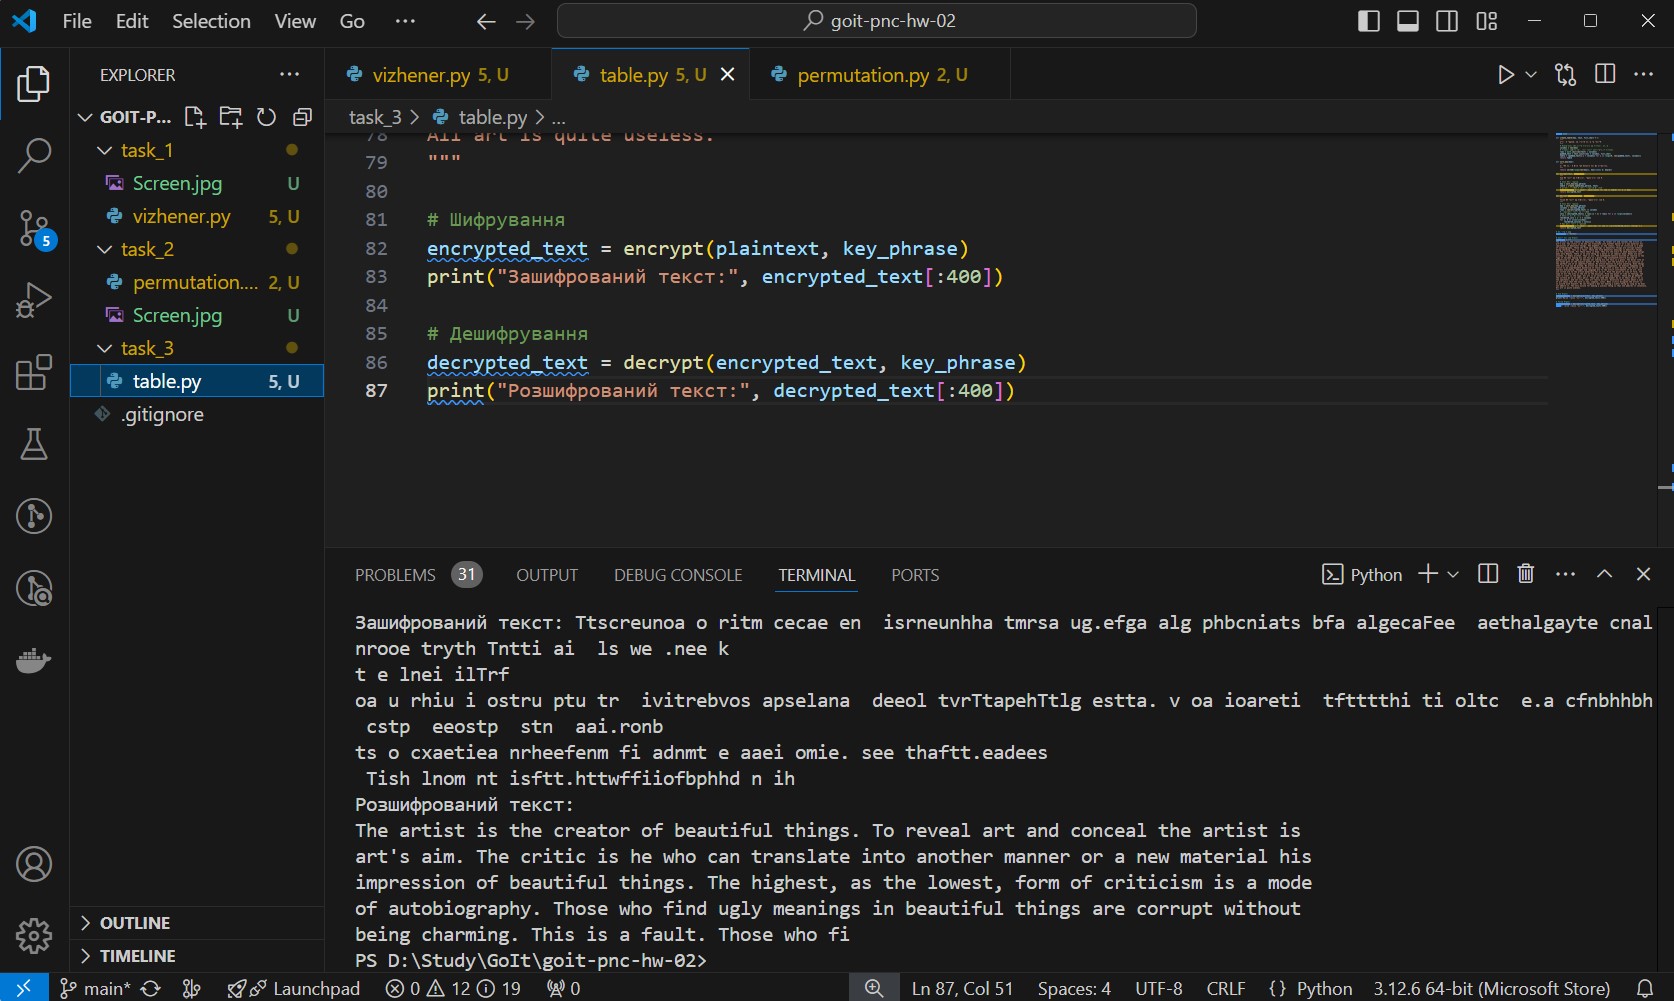 File Edit Selection View Go ··· goit-pnc-hw-02
EXPLORER
GOIT-P...
task_1
Screen.jpg U
vizhener.py 5, U
task_2
permutation.... 2, U
Screen.jpg U
task_3
table.py 5, U
.gitignore
OUTLINE
TIMELINE
5
vizhener.py 5, U table.py 5, U permutation.py 2, U
task_3 > table.py > ...
78 All art is quite useless.
79 """
80
81 # Шифрування
82 encrypted_text = encrypt(plaintext, key_phrase)
83 print("Зашифрований текст:", encrypted_text[:400])
84
85 # Дешифрування
86 decrypted_text = decrypt(encrypted_text, key_phrase)
87 print("Розшифрований текст:", decrypted_text[:400])
PROBLEMS 31 OUTPUT DEBUG CONSOLE TERMINAL PORTS Python
Зашифрований текст: Ttscreunoa o ritm cecae en  isrneunhha tmrsa ug.efga alg phbcniats bfa algecaFee  aethalgayte cnal
nrooe tryth Tntti ai  ls we .nee k
t e lnei ilTrf
oa u rhiu i ostru ptu tr  ivitrebvos apselana  deeol tvrTtapehTtlg estta. v oa ioareti  tftttthi ti oltc  e.a cfnbhhbh
 cstp  eeostp  stn  aai.ronb
ts o cxaetiea nrheefenm fi adnmt e aaei omie. see thaftt.eadees
 Tish lnom nt isftt.httwffiiofbphhd n ih
Розшифрований текст:
The artist is the creator of beautiful things. To reveal art and conceal the artist is
art's aim. The critic is he who can translate into another manner or a new material his
impression of beautiful things. The highest, as the lowest, form of criticism is a mode
of autobiography. Those who find ugly meanings in beautiful things are corrupt without
being charming. This is a fault. Those who fi
PS D:\Study\GoIt\goit-pnc-hw-02>
main* Launchpad 0 12 19 0 Ln 87, Col 51 Spaces: 4 UTF-8 CRLF {} Python 3.12.6 64-bit (Microsoft Store)